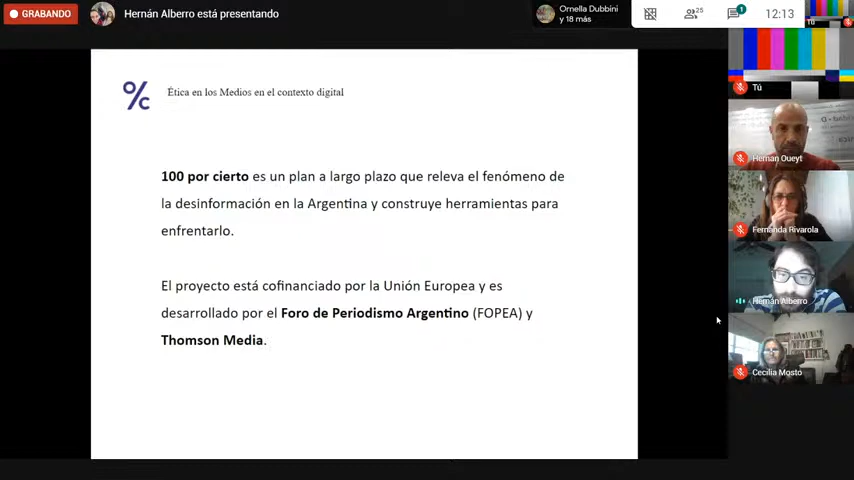 GRABANDO
Hernán Alberro está presentando
Ornella Dubbini
y 18 más
25
1
12:13
Tú
Tú
Hernan Oueyt
Fernanda Rivarola
Hernán Alberro
Cecilia Mosto
%
Ética en los Medios en el contexto digital
100 por cierto es un plan a largo plazo que releva el fenómeno de
la desinformación en la Argentina y construye herramientas para
enfrentarlo.
El proyecto está cofinanciado por la Unión Europea y es
desarrollado por el Foro de Periodismo Argentino (FOPEA) y
Thomson Media.